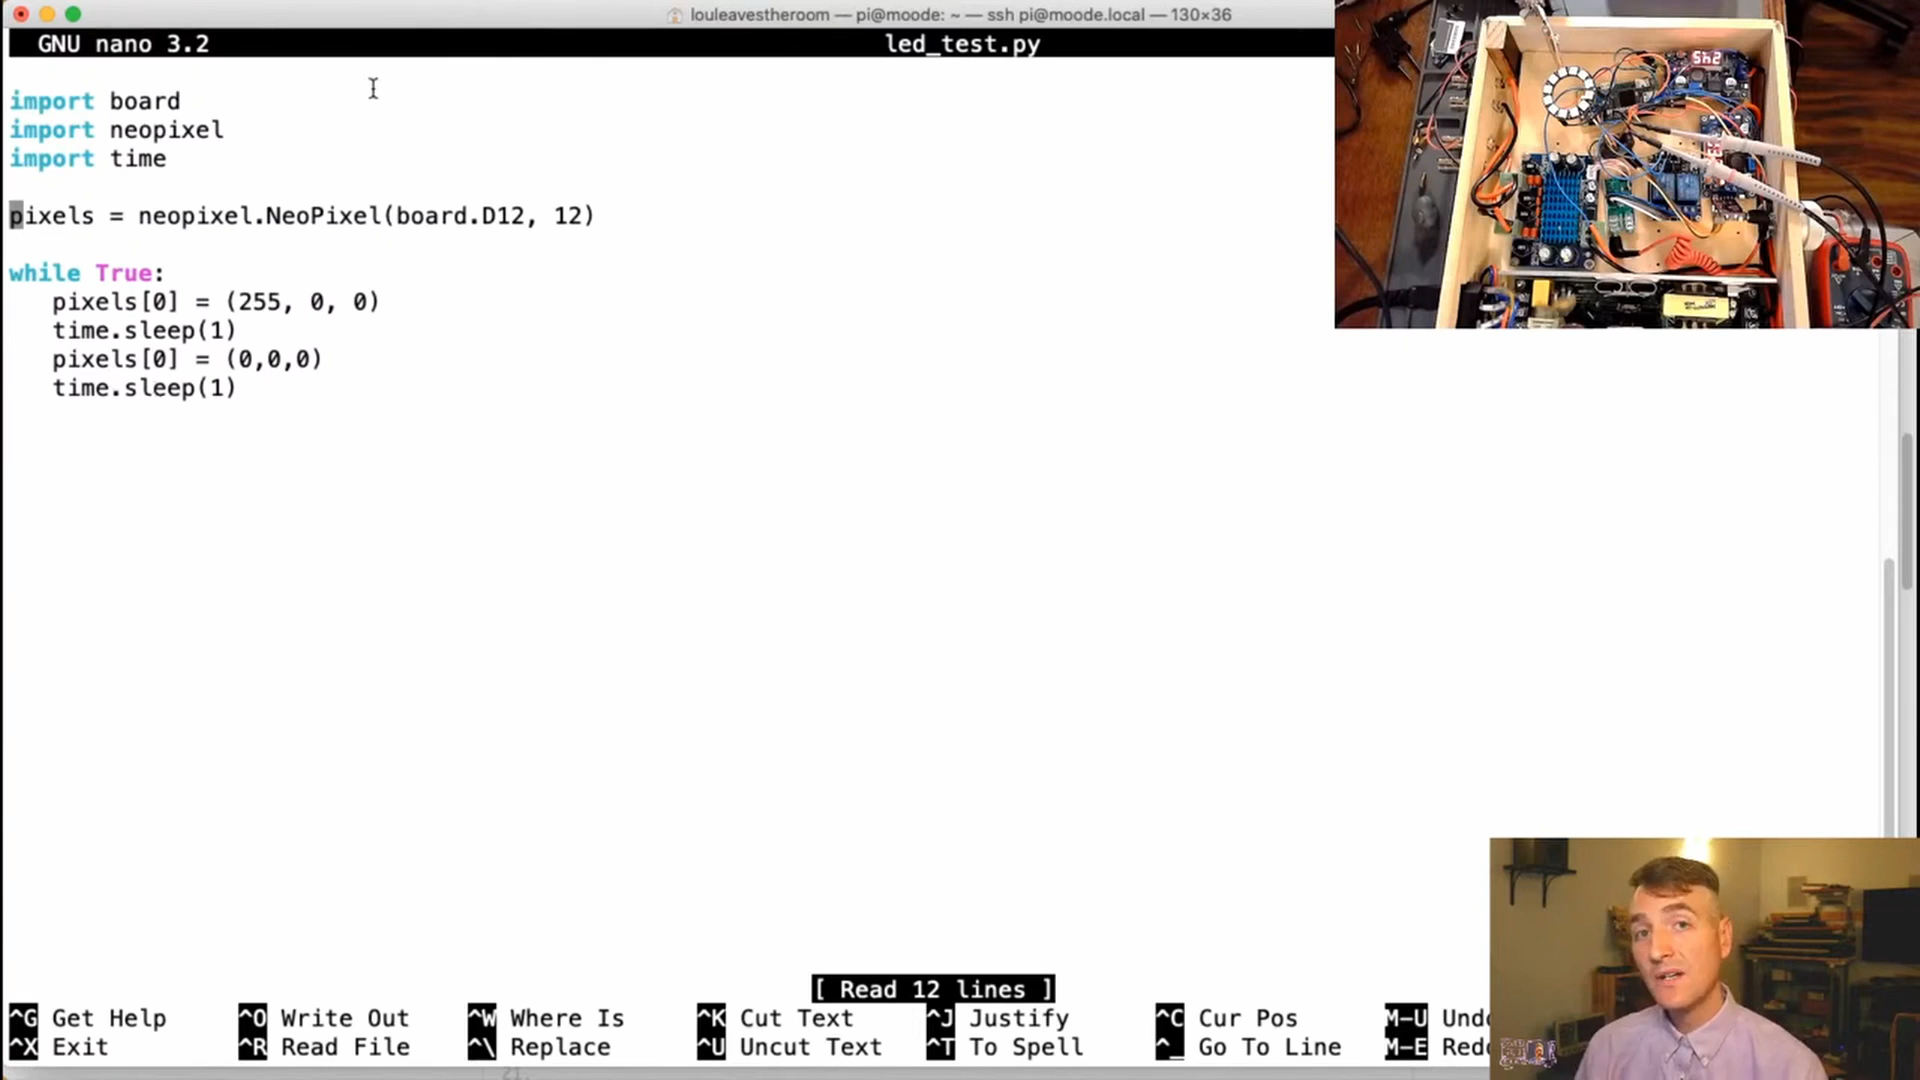 louleavestheroom — pi@moode: ~ — ssh pi@moode.local — 130×36
GNU nano 3.2 led_test.py
import board
import neopixel
import time
pixels = neopixel.NeoPixel(board.D12, 12)
while True:
pixels[0] = (255, 0, 0)
time.sleep(1)
pixels[0] = (0,0,0)
time.sleep(1)
[ Read 12 lines ]
^G Get Help ^O Write Out ^W Where Is ^K Cut Text ^J Justify ^C Cur Pos M-U
^X Exit ^R Read File ^\ Replace ^U Uncut Text ^T To Spell ^_ Go To Line M-E